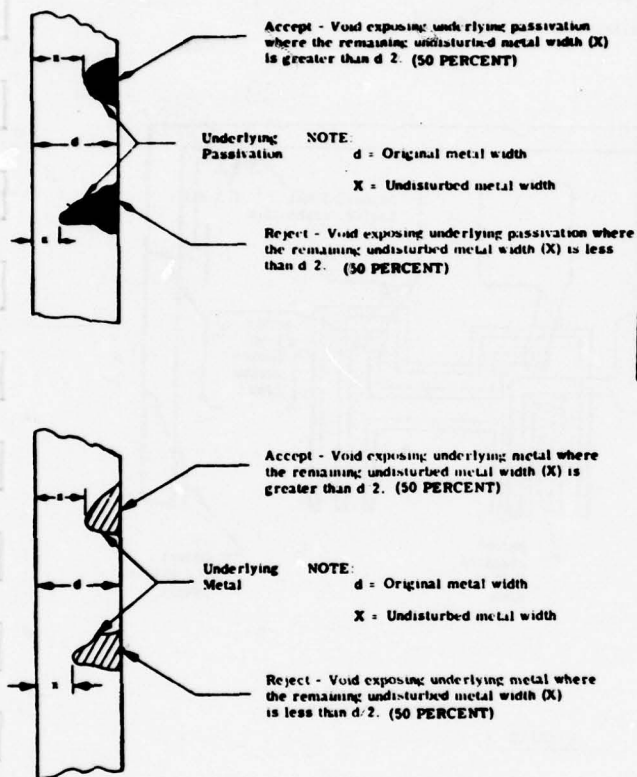 Accept - Void exposing underlying passivation
where the remaining undisturbed metal width (X)
is greater than d 2. (50 PERCENT)
x
d
Underlying
Passivation
NOTE:
d = Original metal width
X = Undisturbed metal width
x
Reject - Void exposing underlying passivation where
the remaining undisturbed metal width (X) is less
than d 2. (50 PERCENT)
Accept - Void exposing underlying metal where
the remaining undisturbed metal width (X) is
greater than d 2. (50 PERCENT)
x
d
Underlying
Metal
NOTE:
d = Original metal width
X = Undisturbed metal width
x
Reject - Void exposing underlying metal where
the remaining undisturbed metal width (X)
is less than d/2. (50 PERCENT)